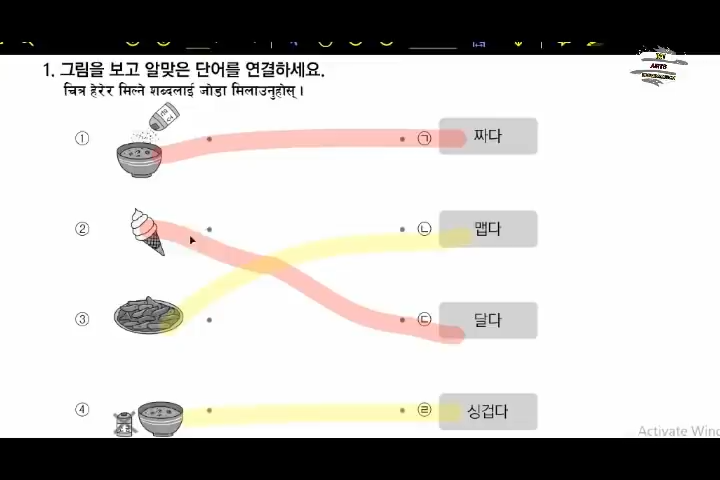 1. 그림을 보고 알맞은 단어를 연결하세요.
चित्र हेरेर मिल्ने शब्दलाई जोडा मिलाउनुहोस् ।
① ㉠ 짜다
② ㉡ 맵다
③ ㉢ 달다
④ ㉣ 싱겁다